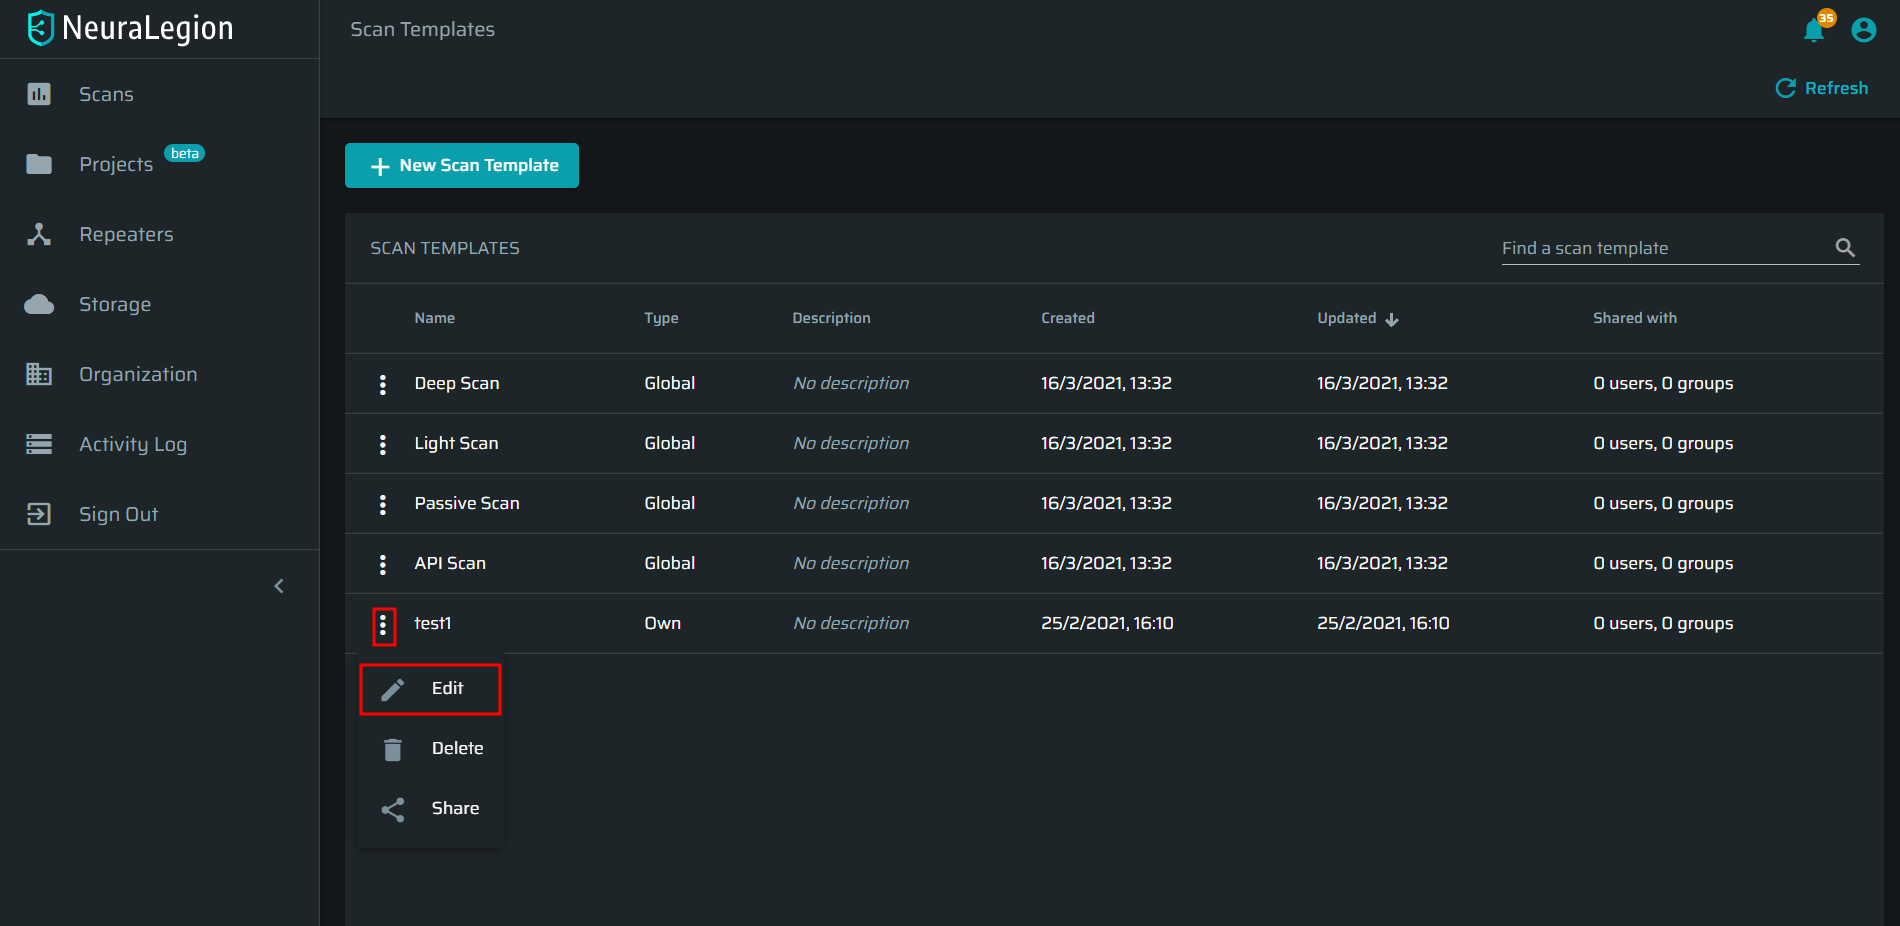 NeuraLegion
Scans
Projects beta
Repeaters
Storage
Organization
Activity Log
Sign Out
Scan Templates
35
Refresh
New Scan Template
SCAN TEMPLATES
Find a scan template
Name Type Description Created Updated Shared with
Deep Scan Global No description 16/3/2021, 13:32 16/3/2021, 13:32 0 users, 0 groups
Light Scan Global No description 16/3/2021, 13:32 16/3/2021, 13:32 0 users, 0 groups
Passive Scan Global No description 16/3/2021, 13:32 16/3/2021, 13:32 0 users, 0 groups
API Scan Global No description 16/3/2021, 13:32 16/3/2021, 13:32 0 users, 0 groups
test1 Own No description 25/2/2021, 16:10 25/2/2021, 16:10 0 users, 0 groups
Edit
Delete
Share